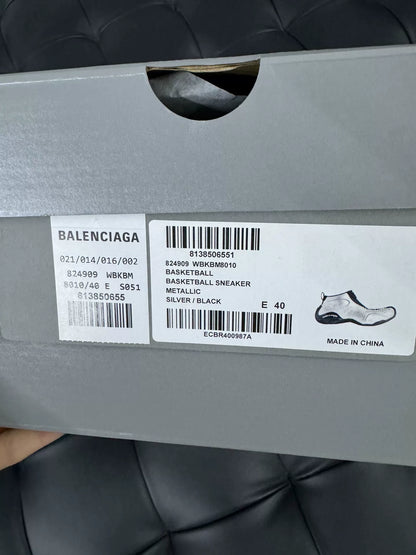 BALENCIAGA
021/014/016/002
824909 WBKBM
8010/40 E S051
813850655
8138506551
824909 WBKBM8010
BASKETBALL
BASKETBALL SNEAKER
METALLIC
SILVER / BLACK
E 40
ECBR400987A
MADE IN CHINA